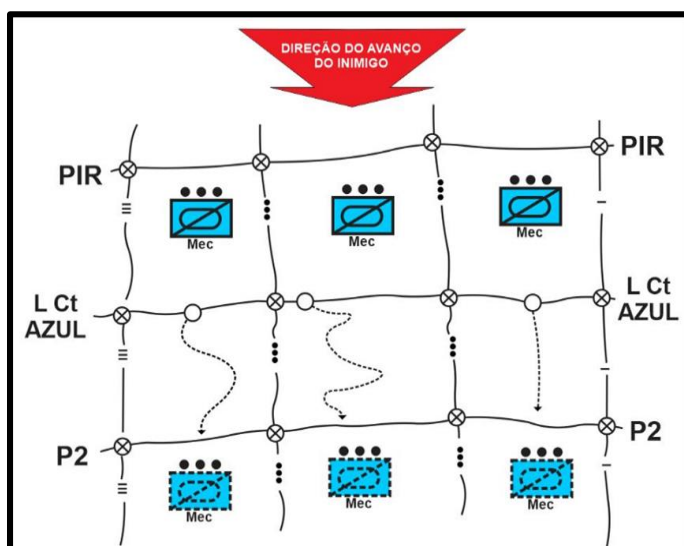 DIREÇÃO DO AVANÇO
DO INIMIGO
PIR
PIR
Mec
Mec
Mec
L Ct
AZUL
L Ct
AZUL
P2
P2
Mec
Mec
Mec